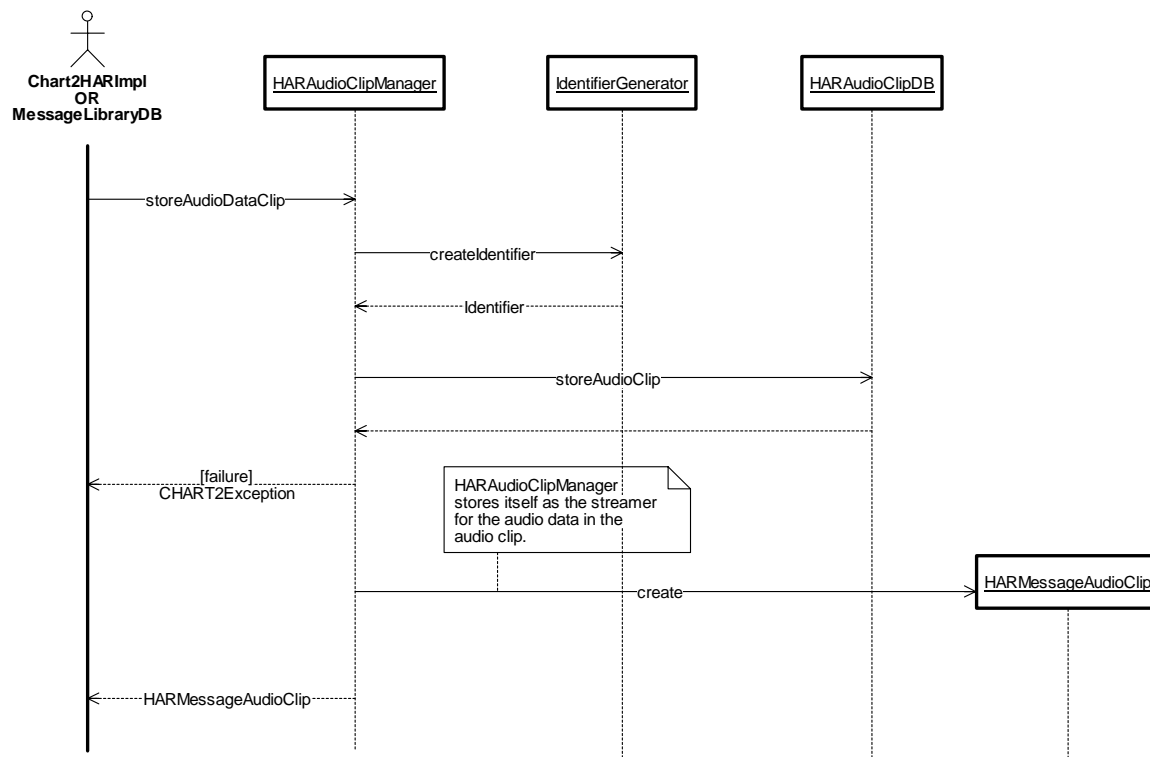 Chart2HARImpl
OR
MessageLibraryDB
HARAudioClipManager
IdentifierGenerator
HARAudioClipDB
storeAudioDataClip
createIdentifier
Identifier
storeAudioClip
[failure]
CHART2Exception
HARAudioClipManager
stores itself as the streamer
for the audio data in the
audio clip.
create
HARMessageAudioClip
HARMessageAudioClip